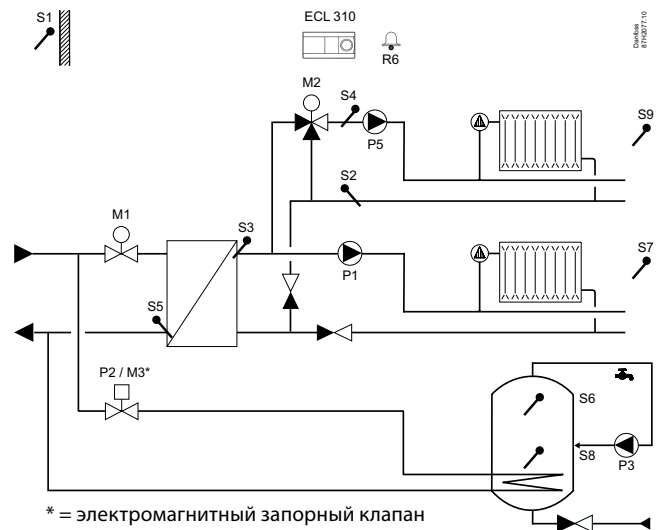 S1
ECL 310
R6
Danfoss
87H2077.10
M2
S4
P5
S9
S2
M1
S3
P1
S7
S5
P2 / M3*
S6
S8
P3
* = электромагнитный запорный клапан